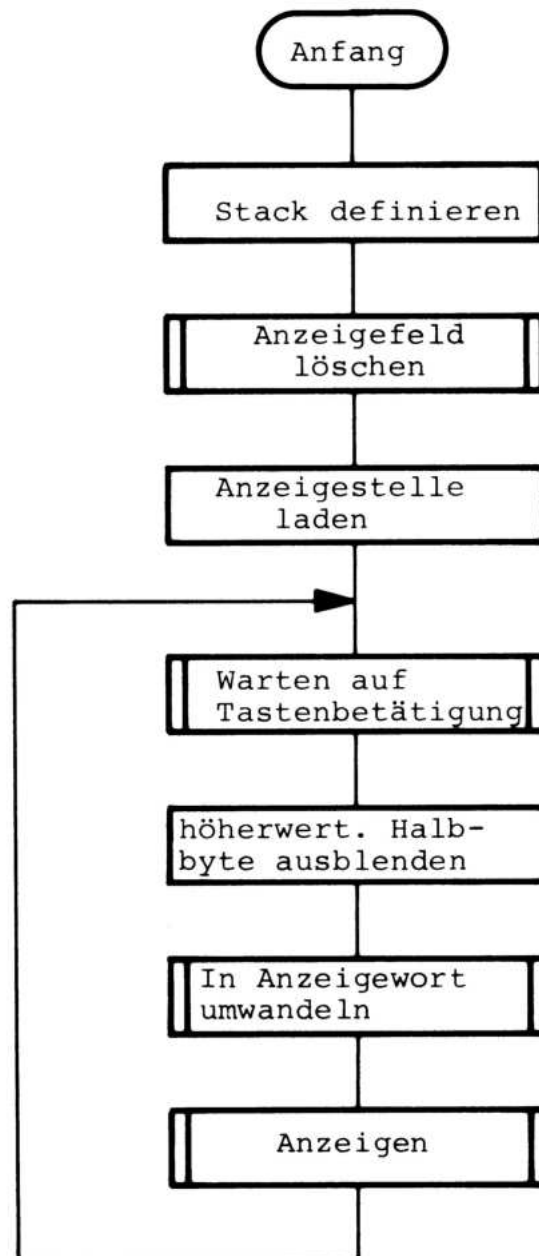 Anfang
Stack definieren
Anzeigefeld
löschen
Anzeigestelle
laden
Warten auf
Tastenbetätigung
höherwert. Halb-
byte ausblenden
In Anzeigewort
umwandeln
Anzeigen